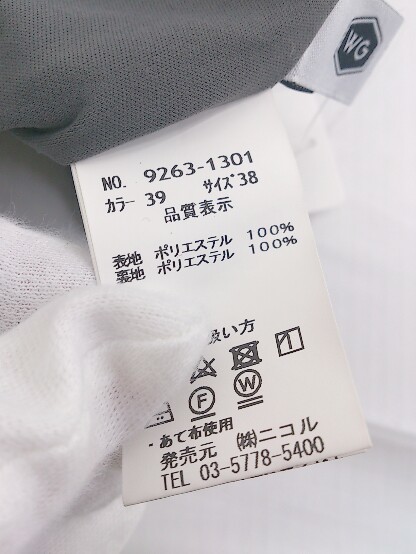 WG
NO. 9263-1301
カラー 39 サイズ 38
品質表示
表地 ポリエステル 100%
裏地 ポリエステル 100%
扱い方
F W
・あて布使用
発売元 ㈱ニコル
TEL 03-5778-5400